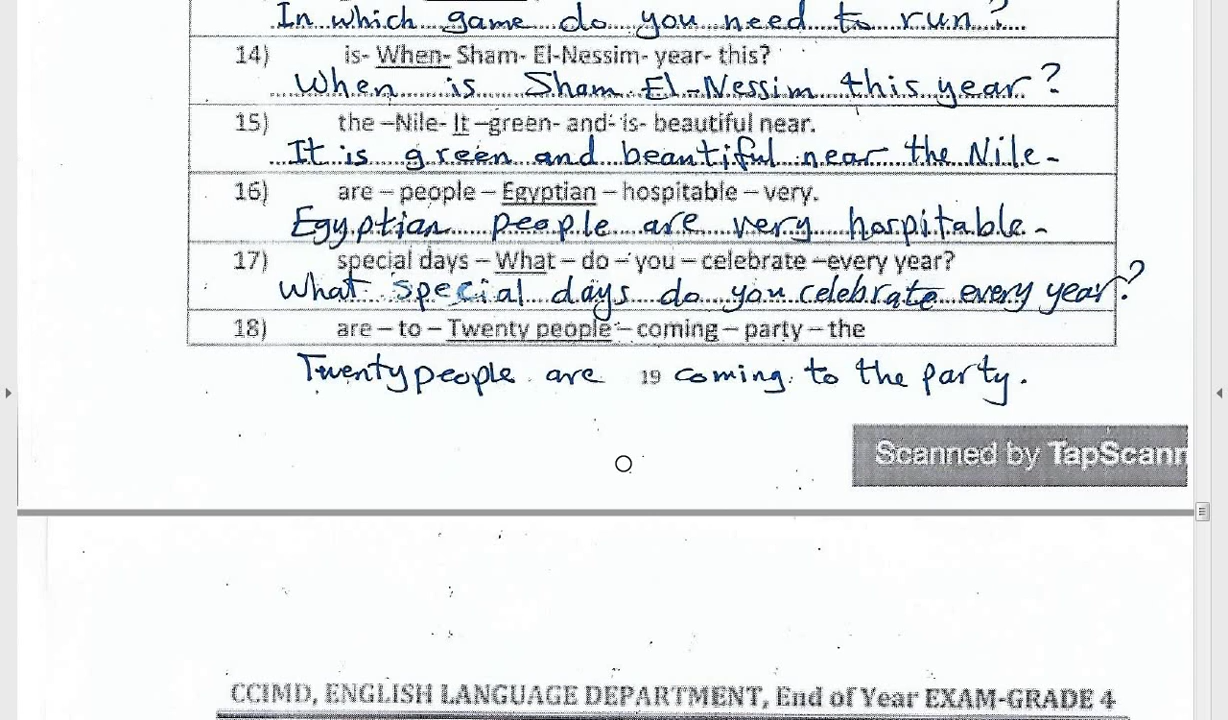 In which game do you need to run?
14) is- When- Sham- El-Nessim- year- this?
When is Sham El-Nessim this year?
15) the –Nile- It –green- and- is- beautiful near.
It is green and beautiful near the Nile-
16) are – people – Egyptian – hospitable – very.
Egyptian people are very hospitable-
17) special days – What – do – you – celebrate –every year?
What special days do you celebrate every year?
18) are – to – Twenty people – coming – party – the
Twenty people are coming to the party.
19
Scanned by TapScann
CCIMD, ENGLISH LANGUAGE DEPARTMENT, End of Year EXAM-GRADE 4